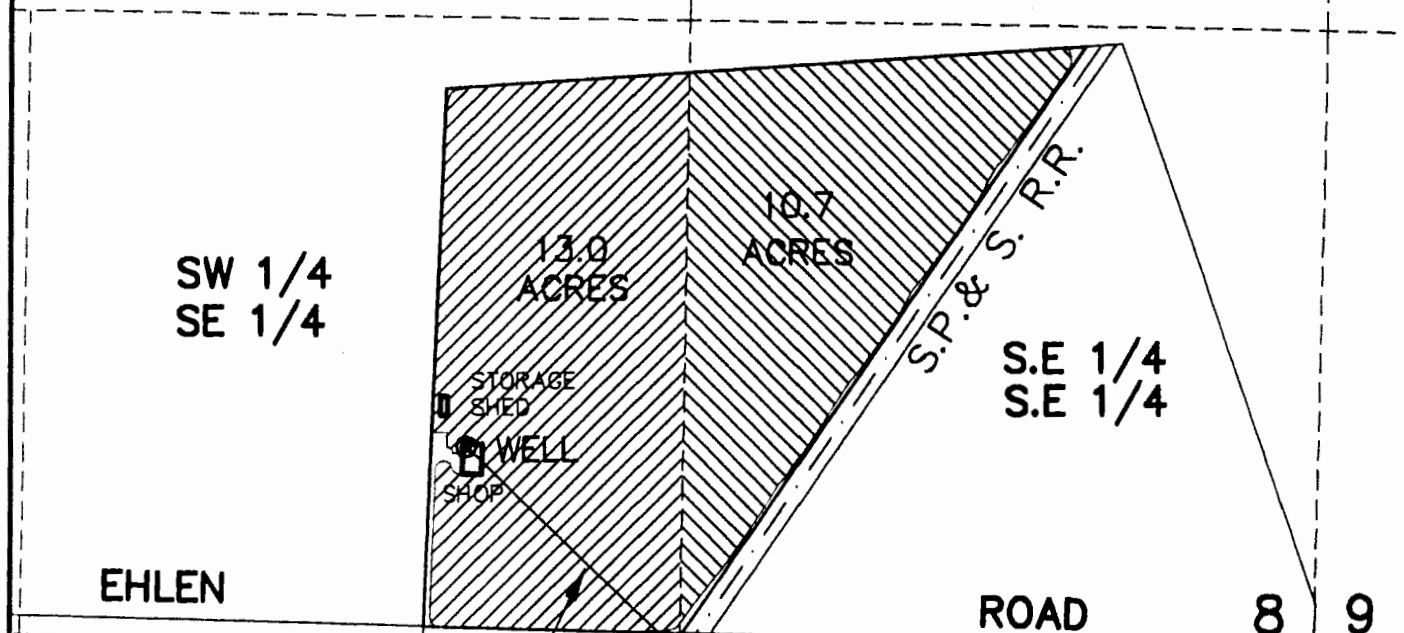 10.7
ACRES
13.0
ACRES
SW 1/4
SE 1/4
S.P.& S. R.R.
S.E 1/4
S.E 1/4
STORAGE
SHED
WELL
SHOP
EHLEN
ROAD
8 9